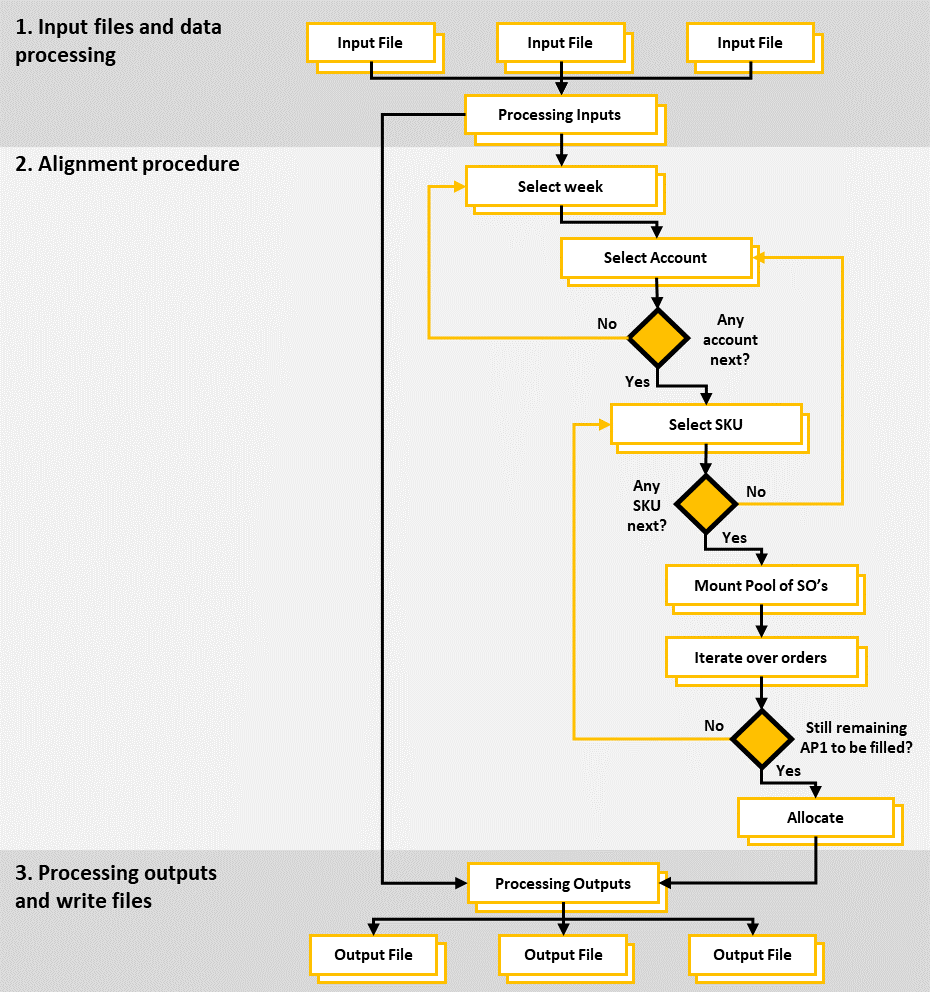 1. Input files and data
processing
Input File
Input File
Input File
Processing Inputs
2. Alignment procedure
Select week
Select Account
No
Any
account
next?
Yes
Select SKU
Any
SKU
next?
No
Yes
Mount Pool of SO's
Iterate over orders
No
Still remaining
AP1 to be filled?
Yes
Allocate
3. Processing outputs
and write files
Processing Outputs
Output File
Output File
Output File